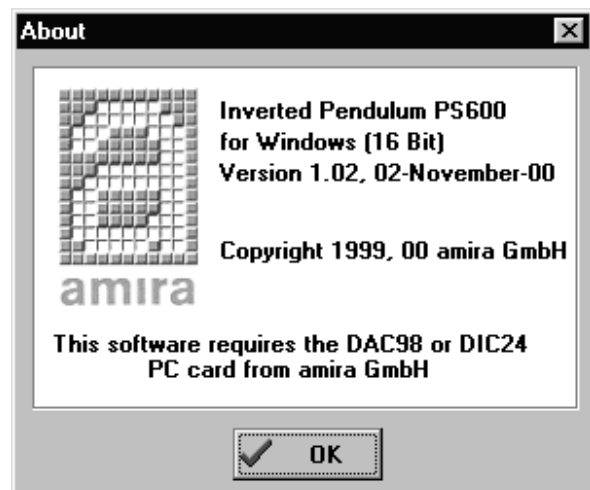 About
Inverted Pendulum PS600
for Windows (16 Bit)
Version 1.02, 02-November-00
Copyright 1999, 00 amira GmbH
amira
This software requires the DAC98 or DIC24
PC card from amira GmbH
OK